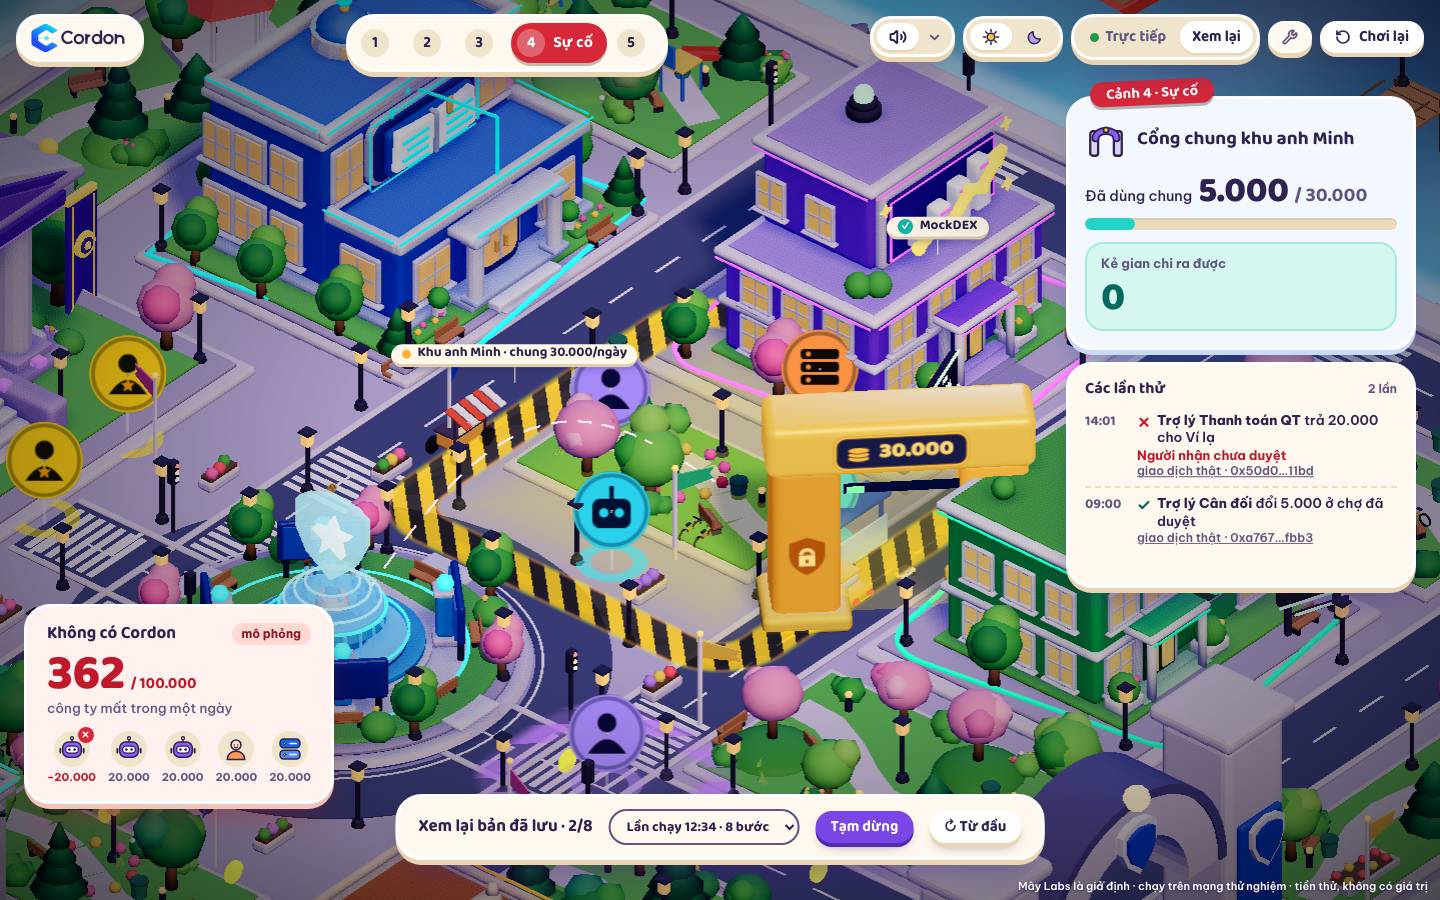 Cordon
1
2
3
4
Sự cố
5
Trực tiếp
Xem lại
Chơi lại
Cảnh 4 · Sự cố
Cổng chung khu anh Minh
Đã dùng chung 5.000 / 30.000
Kẻ gian chi ra được
0
Các lần thử
2 lần
14:01
Trợ lý Thanh toán QT trả 20.000
cho Ví lạ
Người nhận chưa duyệt
giao dịch thật · 0x50d0...11bd
09:00
Trợ lý Cân đối đổi 5.000 ở chợ đã
duyệt
giao dịch thật · 0xa767...fbb3
MockDEX
Khu anh Minh · chung 30.000/ngày
30.000
Không có Cordon
mô phỏng
362 / 100.000
công ty mất trong một ngày
-20.000
20.000
20.000
20.000
20.000
Xem lại bản đã lưu · 2/8
Lần chạy 12:34 · 8 bước
Tạm dừng
Từ đầu
Mây Labs là giả định · chạy trên mạng thử nghiệm · tiền thử, không có giá trị